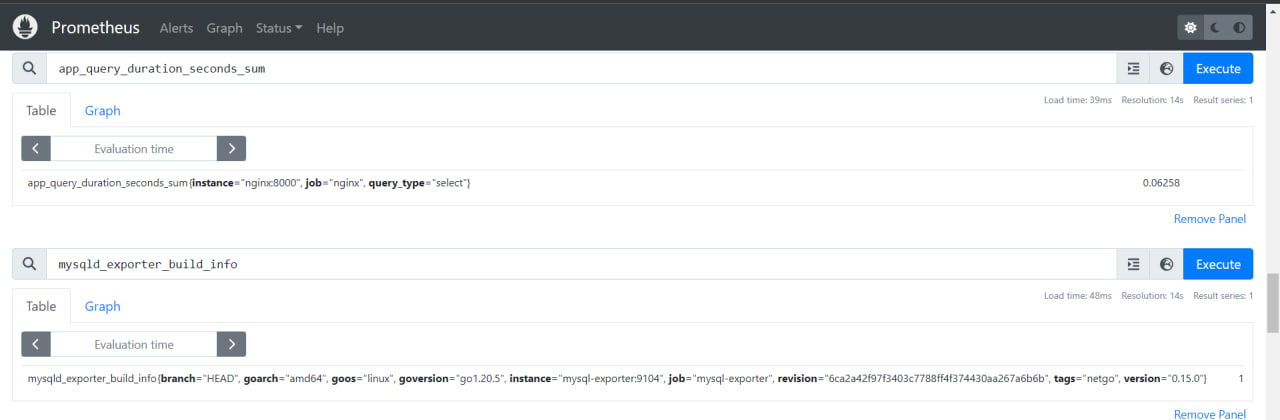 Prometheus Alerts Graph Status Help
app_query_duration_seconds_sum Execute
Table Graph Load time: 39ms Resolution: 14s Result series: 1
Evaluation time
app_query_duration_seconds_sum{instance="nginx:8000", job="nginx", query_type="select"} 0.06258
Remove Panel
mysqld_exporter_build_info Execute
Table Graph Load time: 48ms Resolution: 14s Result series: 1
Evaluation time
mysqld_exporter_build_info{branch="HEAD", goarch="amd64", goos="linux", goversion="go1.20.5", instance="mysql-exporter:9104", job="mysql-exporter", revision="6ca2a42f97f3403c7788ff4f374430aa267a6b6b", tags="netgo", version="0.15.0"} 1
Remove Panel